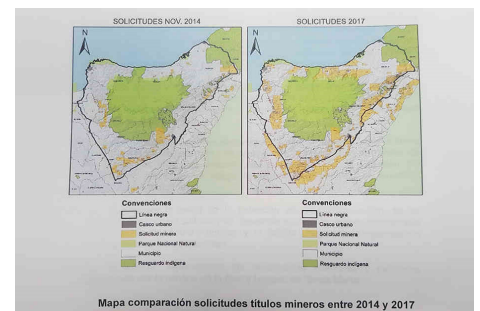 SOLICITUDES NOV. 2014
SOLICITUDES 2017
N
N
Convenciones
Línea negra
Casco urbano
Solicitud minera
Parque Nacional Natural
Municipio
Resguardo indígena
Convenciones
Línea negra
Casco urbano
Solicitud minera
Parque Nacional Natural
Municipio
Resguardo indígena
Mapa comparación solicitudes títulos mineros entre 2014 y 2017